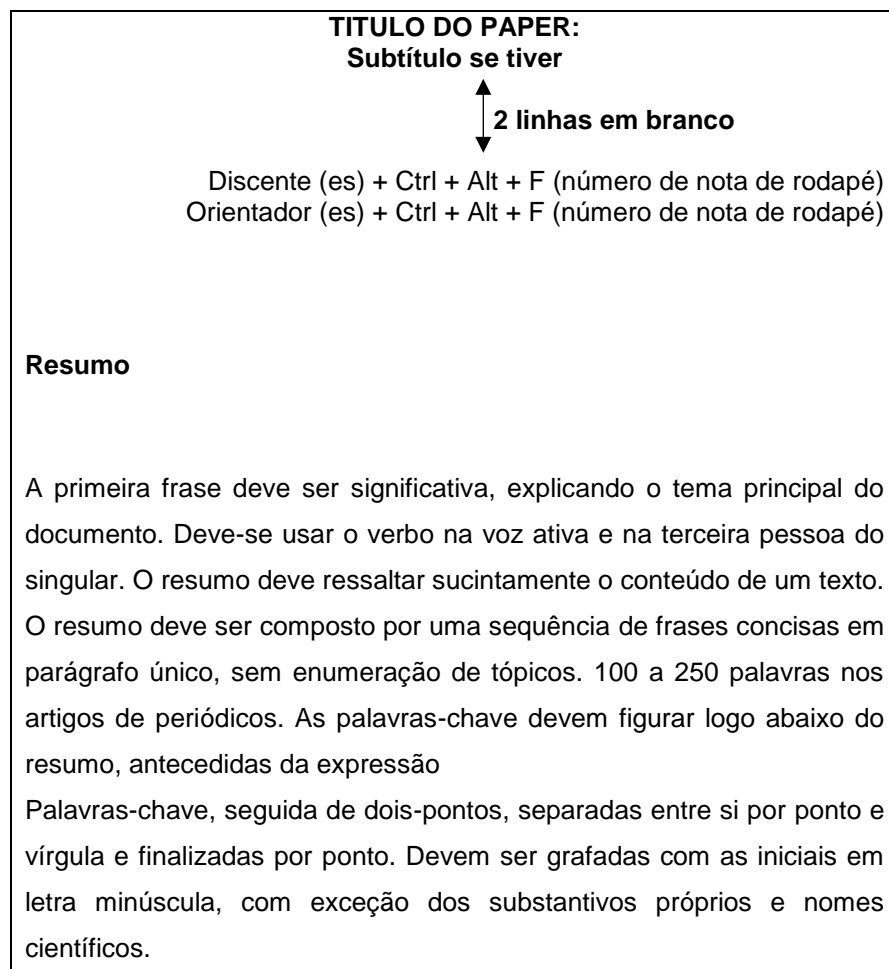 TITULO DO PAPER:
Subtítulo se tiver
2 linhas em branco
Discente (es) + Ctrl + Alt + F (número de nota de rodapé)
Orientador (es) + Ctrl + Alt + F (número de nota de rodapé)
Resumo
A primeira frase deve ser significativa, explicando o tema principal do
documento. Deve-se usar o verbo na voz ativa e na terceira pessoa do
singular. O resumo deve ressaltar sucintamente o conteúdo de um texto.
O resumo deve ser composto por uma sequência de frases concisas em
parágrafo único, sem enumeração de tópicos. 100 a 250 palavras nos
artigos de periódicos. As palavras-chave devem figurar logo abaixo do
resumo, antecedidas da expressão
Palavras-chave, seguida de dois-pontos, separadas entre si por ponto e
vírgula e finalizadas por ponto. Devem ser grafadas com as iniciais em
letra minúscula, com exceção dos substantivos próprios e nomes
científicos.